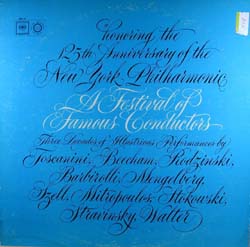 honoring the
125th Anniversary of the
New York Philharmonic
A Festival of
Famous Conductors
Three Decades of Illustrious Performances by
Toscanini, Beecham, Rodzinski,
Barbirolli, Mengelberg,
Szell, Mitropoulos, Stokowski,
Stravinsky, Walter